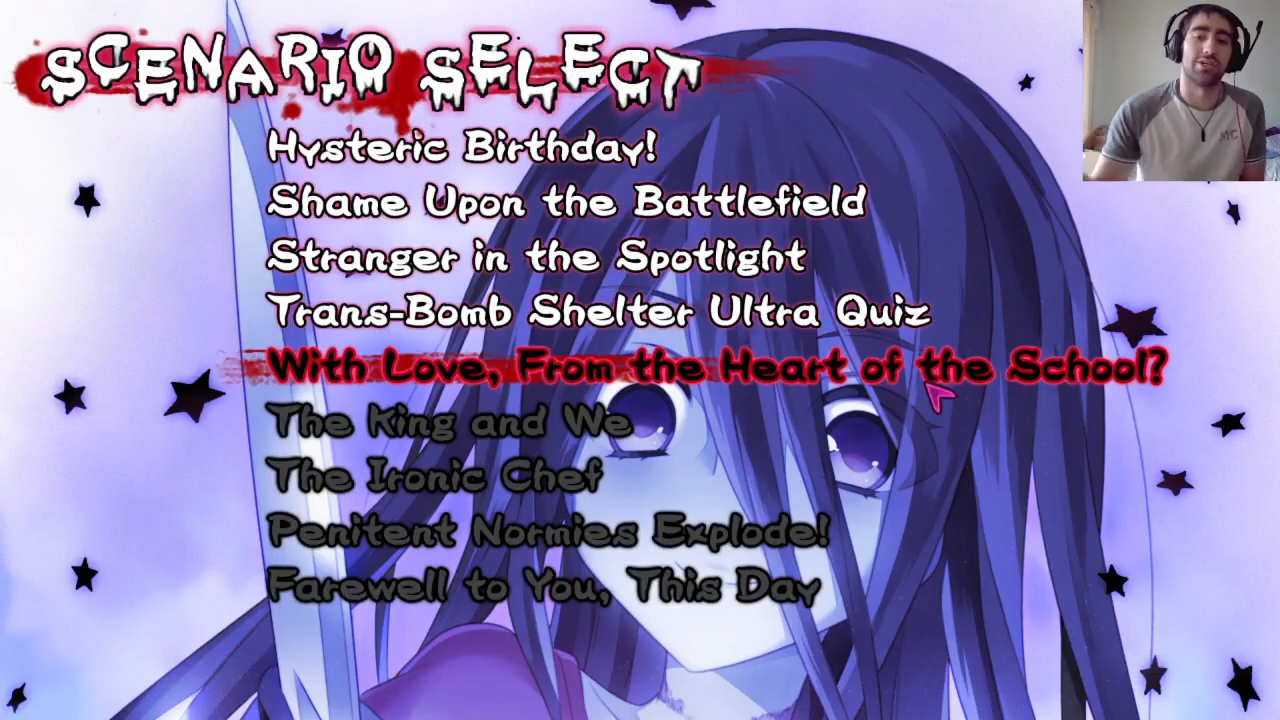 SCENARIO SELECT
Hysteric Birthday!
Shame Upon the Battlefield
Stranger in the Spotlight
Trans-Bomb Shelter Ultra Quiz
With Love, From the Heart of the School?
The King and We
The Ironic Chef
Penitent Normies Explode!
Farewell to You, This Day
MC